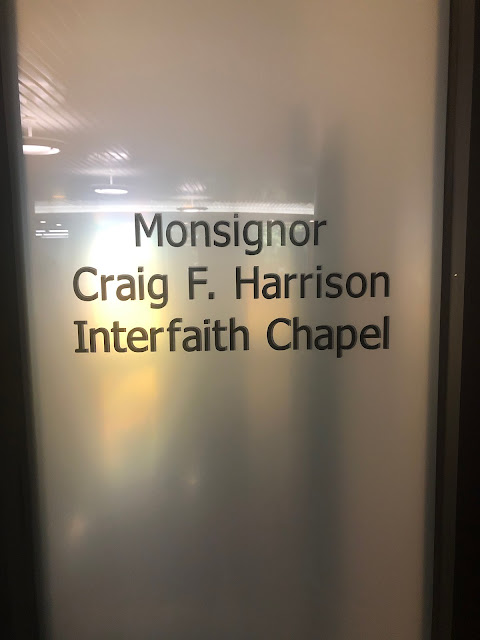 Monsignor
Craig F. Harrison
Interfaith Chapel